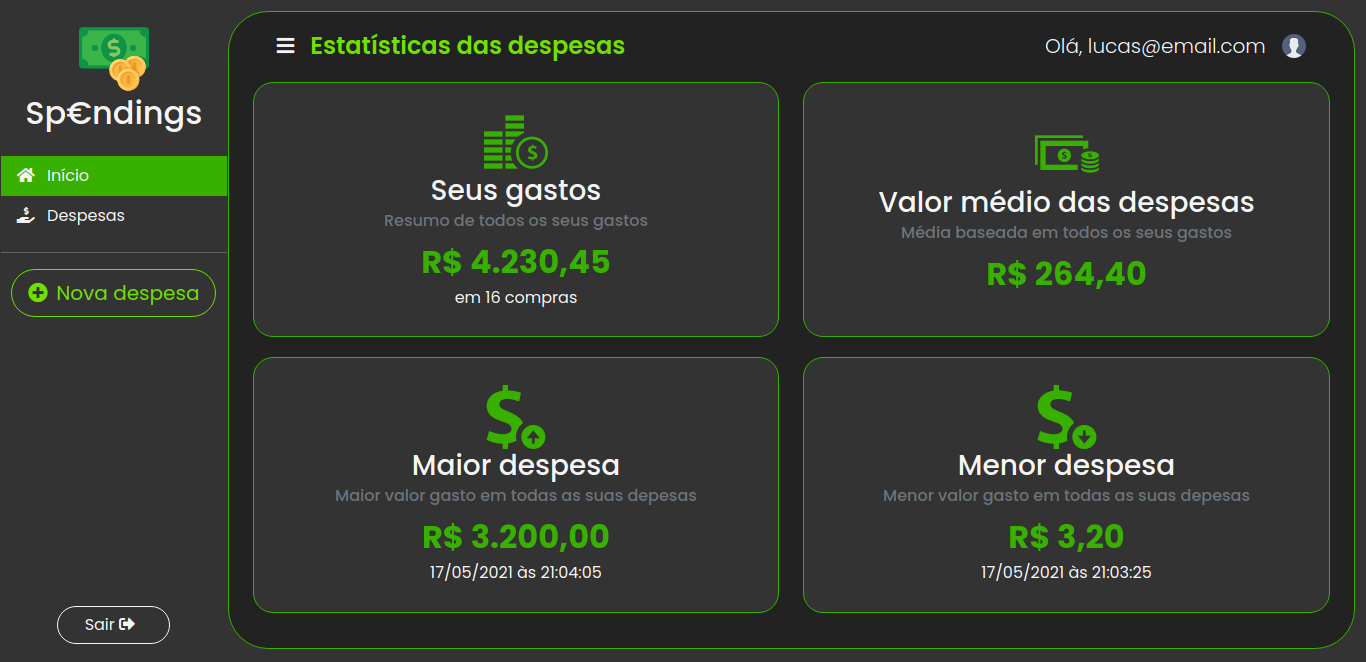 Sp€ndings
Início
Despesas
Nova despesa
Sair
Estatísticas das despesas
Olá, lucas@email.com
Seus gastos
Resumo de todos os seus gastos
R$ 4.230,45
em 16 compras
Valor médio das despesas
Média baseada em todos os seus gastos
R$ 264,40
Maior despesa
Maior valor gasto em todas as suas depesas
R$ 3.200,00
17/05/2021 às 21:04:05
Menor despesa
Menor valor gasto em todas as suas depesas
R$ 3,20
17/05/2021 às 21:03:25